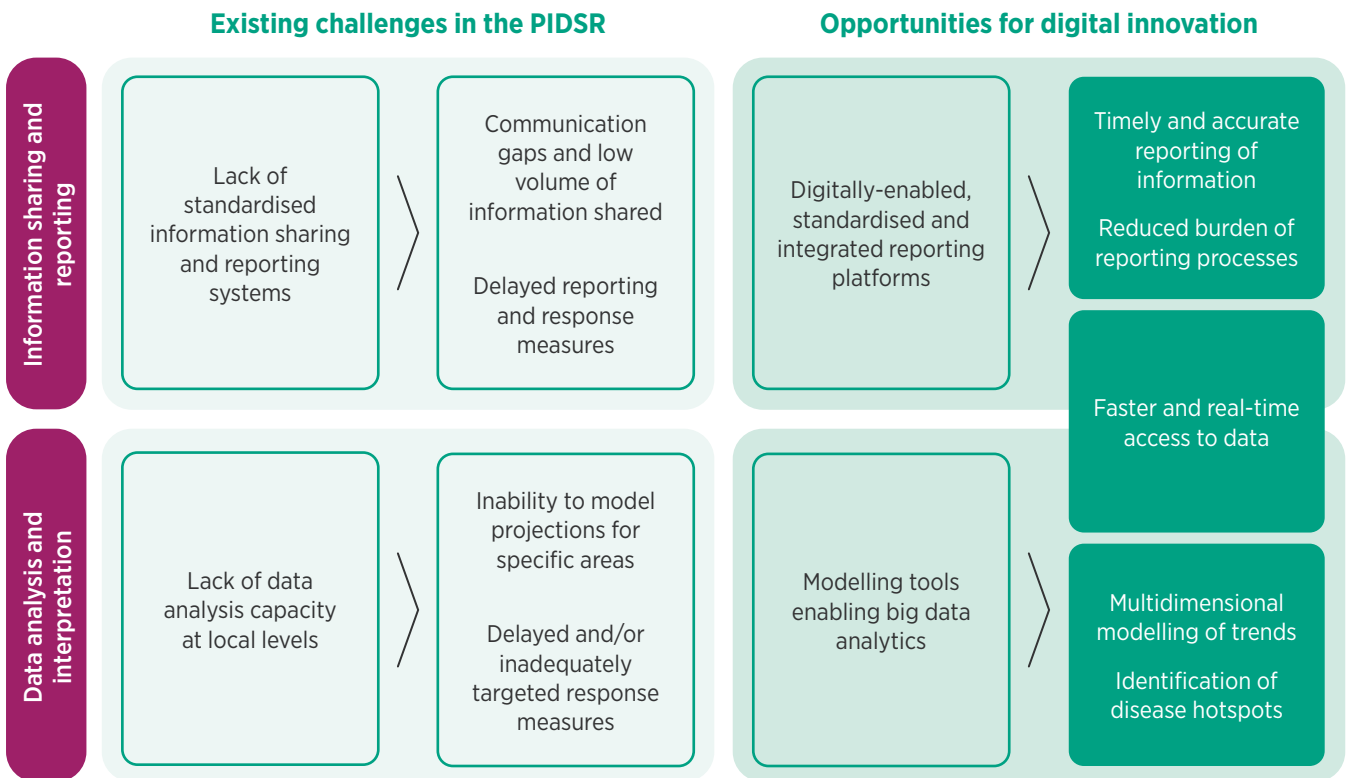 Existing challenges in the PIDSR
Opportunities for digital innovation
Information sharing and
reporting
Lack of
standardised
information sharing
and reporting
systems
Communication
gaps and low
volume of
information shared
Delayed reporting
and response
measures
Digitally-enabled,
standardised and
integrated reporting
platforms
Timely and accurate
reporting of
information
Reduced burden of
reporting processes
Faster and real-time
access to data
Data analysis and
interpretation
Lack of data
analysis capacity
at local levels
Inability to model
projections for
specific areas
Delayed and/or
inadequately
targeted response
measures
Modelling tools
enabling big data
analytics
Multidimensional
modelling of trends
Identification of
disease hotspots